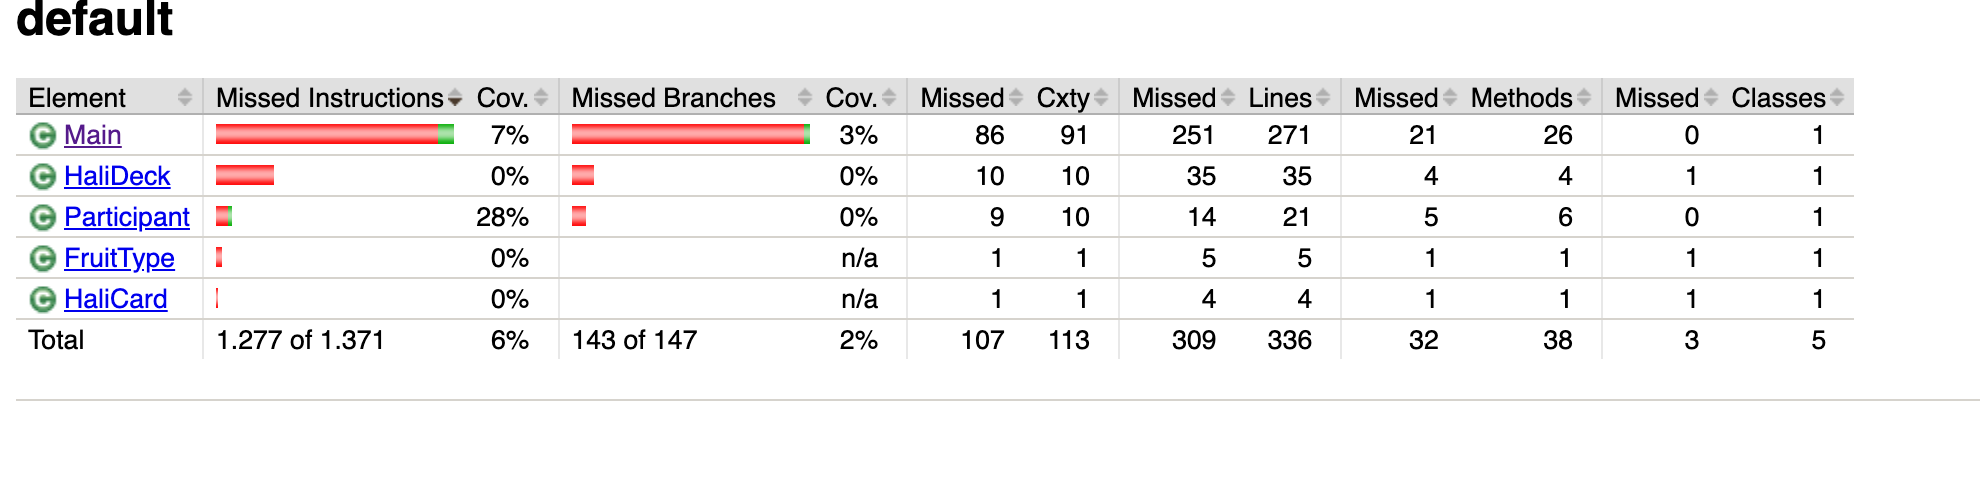 default
Element Missed Instructions Cov. Missed Branches Cov. Missed Cxty Missed Lines Missed Methods Missed Classes
C Main 7% 3% 86 91 251 271 21 26 0 1
C HaliDeck 0% 0% 10 10 35 35 4 4 1 1
C Participant 28% 0% 9 10 14 21 5 6 0 1
C FruitType 0% n/a 1 1 5 5 1 1 1 1
C HaliCard 0% n/a 1 1 4 4 1 1 1 1
Total 1.277 of 1.371 6% 143 of 147 2% 107 113 309 336 32 38 3 5